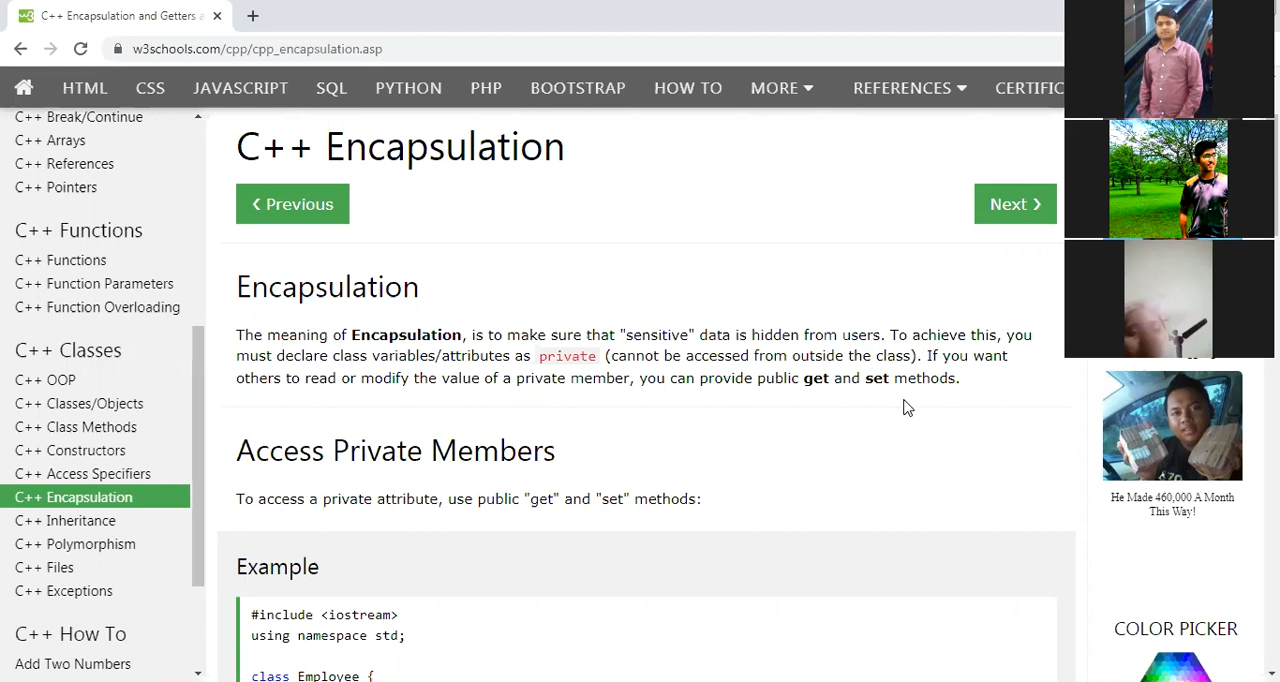 C++ Encapsulation and Getters a
w3schools.com/cpp/cpp_encapsulation.asp
HTML CSS JAVASCRIPT SQL PYTHON PHP BOOTSTRAP HOW TO MORE REFERENCES CERTIFIC
C++ Break/Continue
C++ Arrays
C++ References
C++ Pointers
C++ Functions
C++ Functions
C++ Function Parameters
C++ Function Overloading
C++ Classes
C++ OOP
C++ Classes/Objects
C++ Class Methods
C++ Constructors
C++ Access Specifiers
C++ Encapsulation
C++ Inheritance
C++ Polymorphism
C++ Files
C++ Exceptions
C++ How To
Add Two Numbers
C++ Encapsulation
❮ Previous
Next ❯
Encapsulation
The meaning of Encapsulation, is to make sure that "sensitive" data is hidden from users. To achieve this, you
must declare class variables/attributes as private (cannot be accessed from outside the class). If you want
others to read or modify the value of a private member, you can provide public get and set methods.
Access Private Members
To access a private attribute, use public "get" and "set" methods:
Example
#include <iostream>
using namespace std;
class Employee {
He Made 460,000 A Month
This Way!
COLOR PICKER